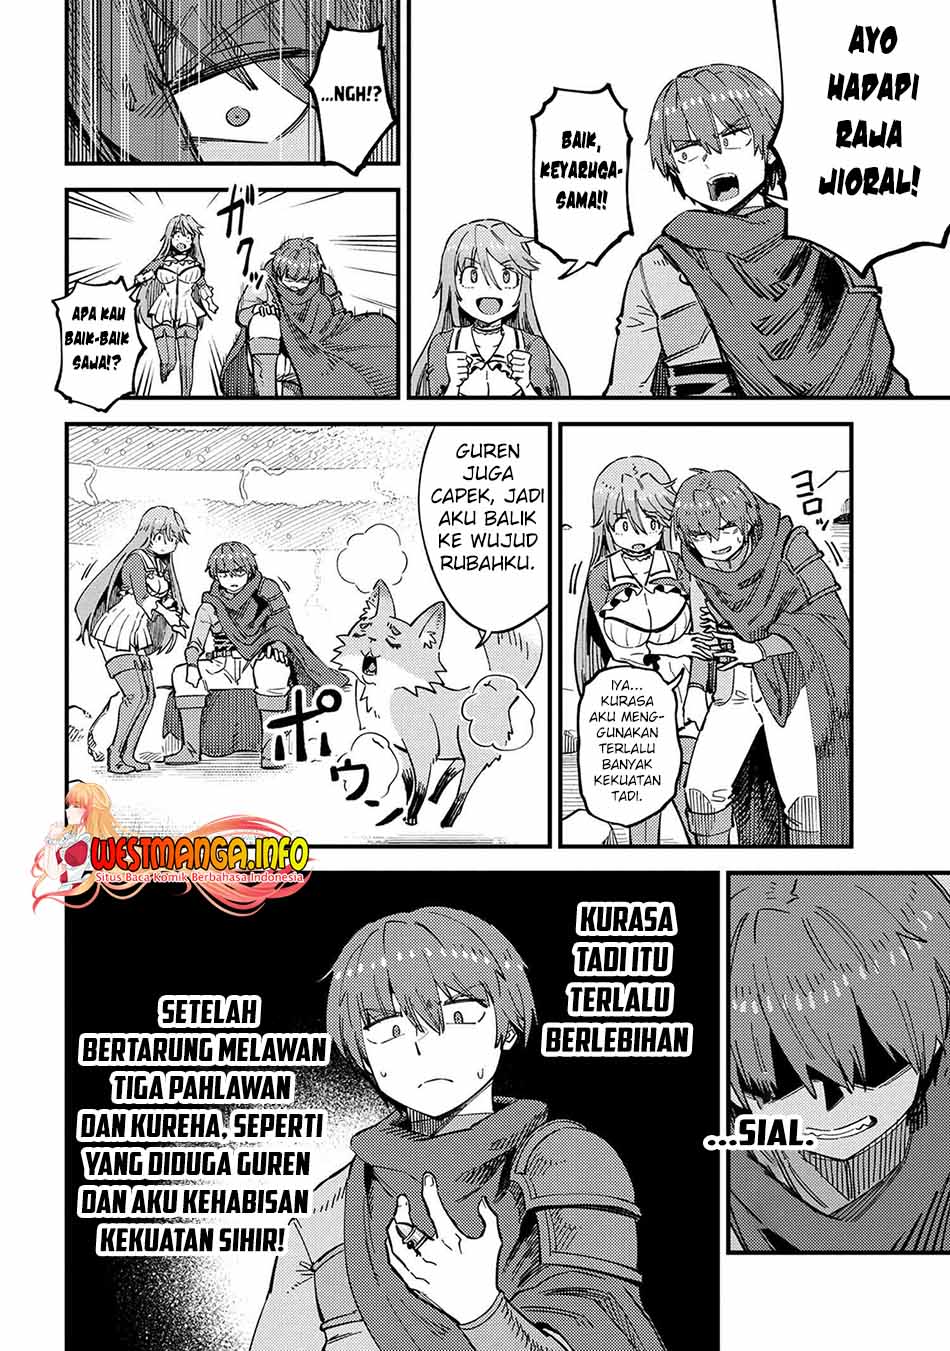 AYO
HADAPI
RAJA
JIORAL!
BAIK,
KEYARUGA-
SAMA!!
...NGH!?
ガクッ
APA KAU
BAIK-BAIK
SAJA!?
ヨロ
IYA...
KURASA
AKU MENG-
GUNAKAN
TERLALU
BANYAK
KEKUATAN
TADI.
GUREN
JUGA
CAPEK, JADI
AKU BALIK
KE WUJUD
RUBAHKU.
ポウン
WESTMANGA.INFO
Situs Baca Komik Berbahasa Indonesia
...SIAL.
KURASA
TADI ITU
TERLALU
BERLEBIHAN
SETELAH
BERTARUNG MELAWAN
TIGA PAHLAWAN
DAN KUREHA, SEPERTI
YANG DIDUGA GUREN
DAN AKU KEHABISAN
KEKUATAN SIHIR!